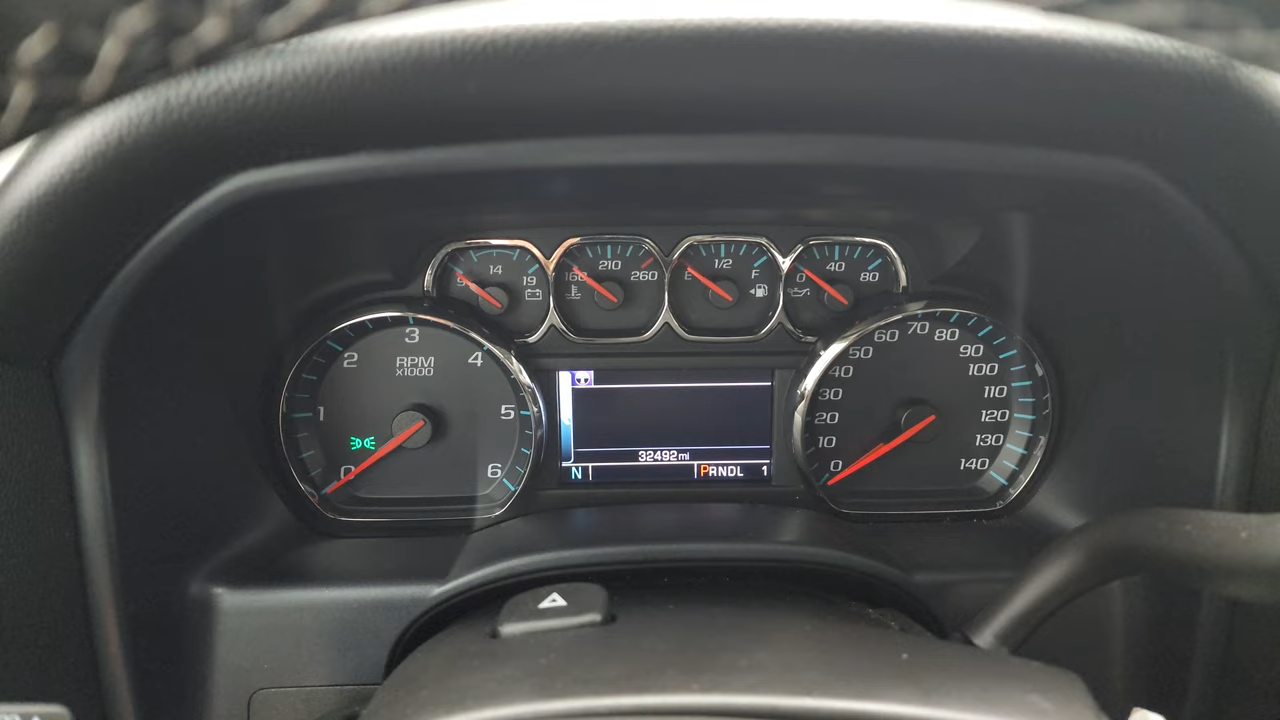 9 14 19
160 210 260
E 1/2 F
0 40 80
0 1 2 3 4 5 6
RPM
x1000
0 10 20 30 40 50 60 70 80 90 100 110 120 130 140
32492 mi
N PRNDL 1